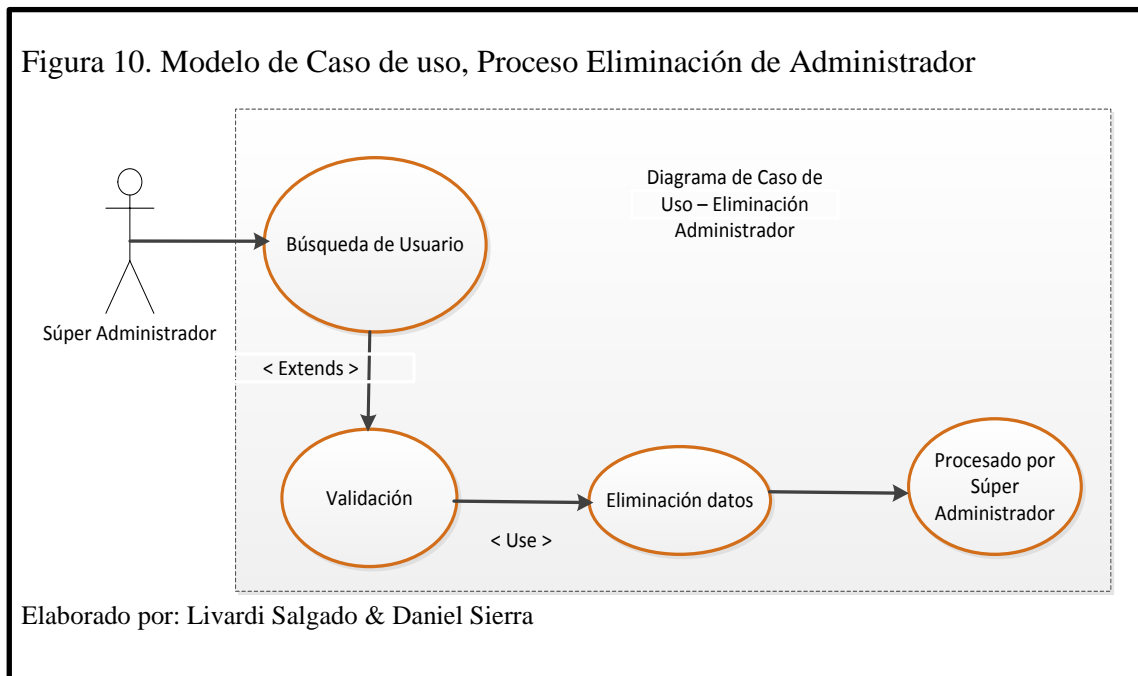 Figura 10. Modelo de Caso de uso, Proceso Eliminación de Administrador
Diagrama de Caso de
Uso – Eliminación
Administrador
Búsqueda de Usuario
Súper Administrador
< Extends >
Validación
< Use >
Eliminación datos
Procesado por
Súper
Administrador
Elaborado por: Livardi Salgado & Daniel Sierra